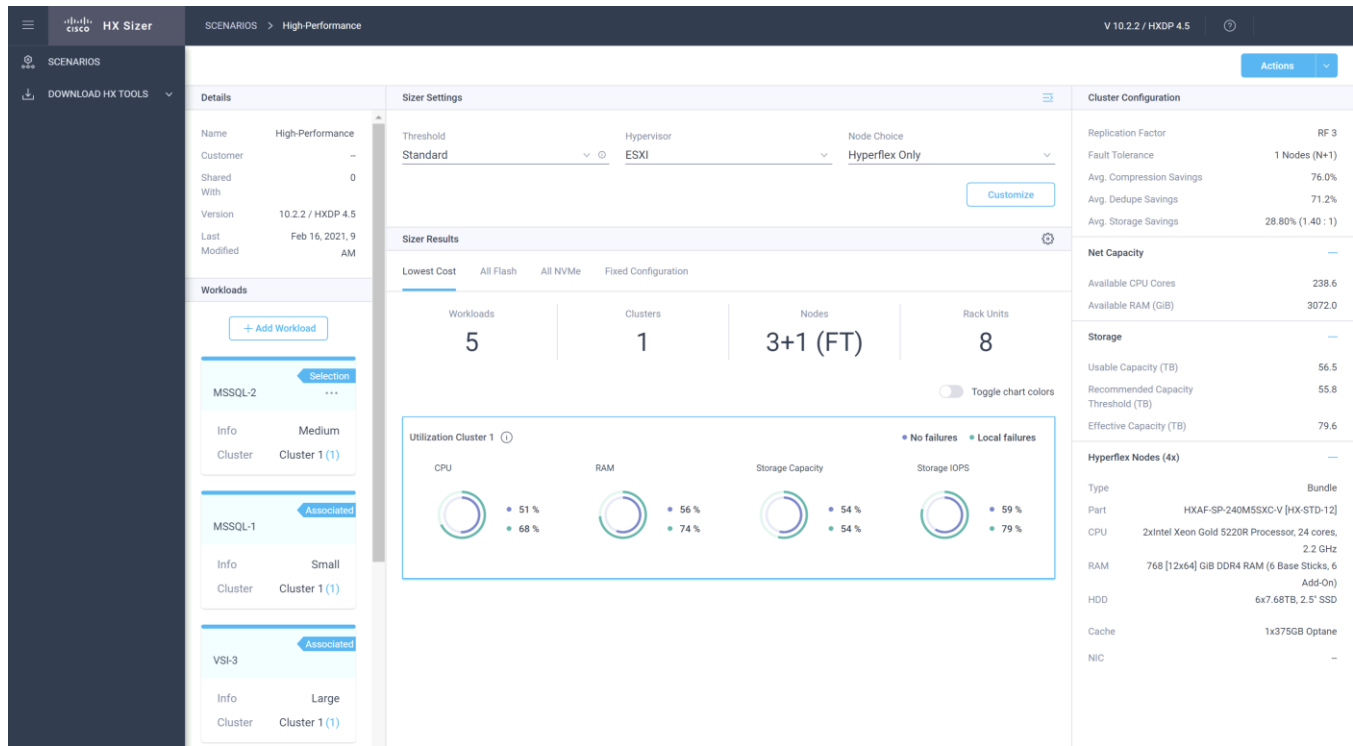 cisco HX Sizer
SCENARIOS > High-Performance
V 10.2.2 / HXDP 4.5
SCENARIOS
DOWNLOAD HX TOOLS
Actions
Details
Name High-Performance
Customer --
Shared With 0
Version 10.2.2 / HXDP 4.5
Last Modified Feb 16, 2021, 9 AM
Workloads
+ Add Workload
Selection
MSSQL-2 ...
Info Medium
Cluster Cluster 1 (1)
Associated
MSSQL-1
Info Small
Cluster Cluster 1 (1)
Associated
VSI-3
Info Large
Cluster Cluster 1 (1)
Sizer Settings
Threshold Hypervisor Node Choice
Standard ESXI Hyperflex Only
Customize
Sizer Results
Lowest Cost All Flash All NVMe Fixed Configuration
Workloads Clusters Nodes Rack Units
5 1 3+1 (FT) 8
Toggle chart colors
Utilization Cluster 1 No failures Local failures
CPU RAM Storage Capacity Storage IOPS
51 % 56 % 54 % 59 %
68 % 74 % 54 % 79 %
Cluster Configuration
Replication Factor RF 3
Fault Tolerance 1 Nodes (N+1)
Avg. Compression Savings 76.0%
Avg. Dedupe Savings 71.2%
Avg. Storage Savings 28.80% (1.40 : 1)
Net Capacity
Available CPU Cores 238.6
Available RAM (GiB) 3072.0
Storage
Usable Capacity (TB) 56.5
Recommended Capacity Threshold (TB) 55.8
Effective Capacity (TB) 79.6
Hyperflex Nodes (4x)
Type Bundle
Part HXAF-SP-240M5SXC-V [HX-STD-12]
CPU 2xIntel Xeon Gold 5220R Processor, 24 cores,
2.2 GHz
RAM 768 [12x64] GiB DDR4 RAM (6 Base Sticks, 6
Add-On)
HDD 6x7.68TB, 2.5" SSD
Cache 1x375GB Optane
NIC --